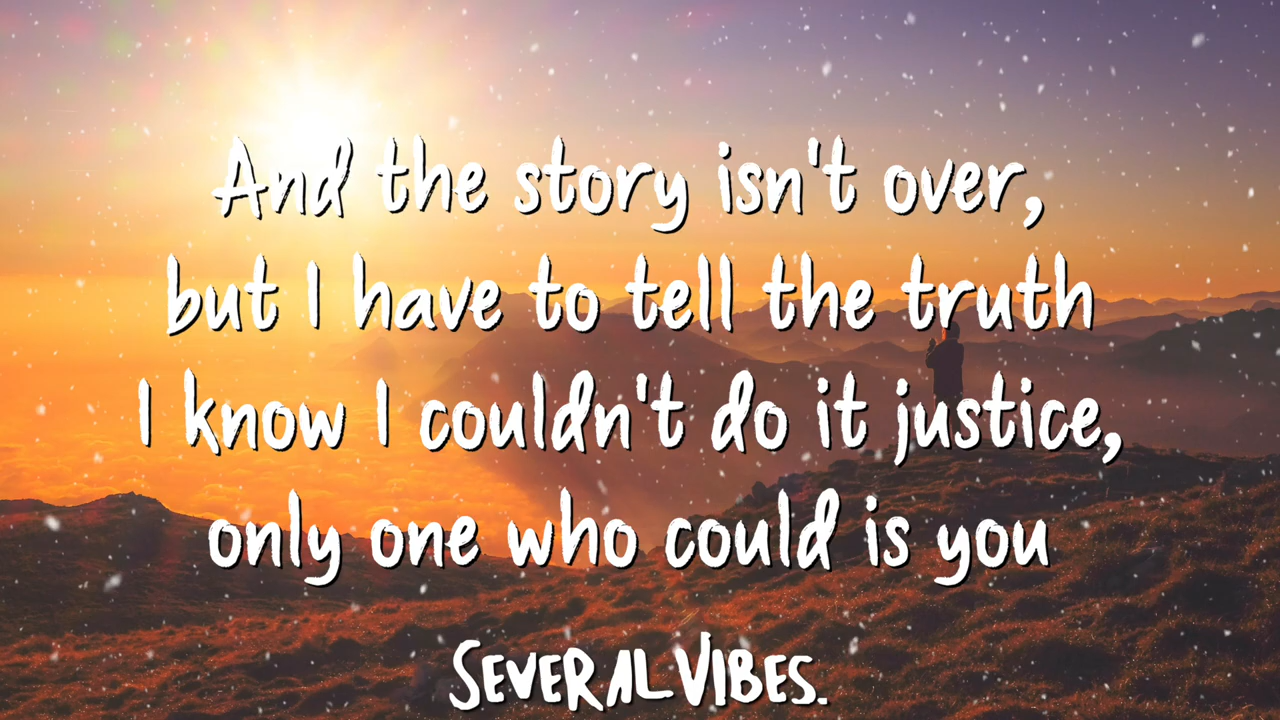 And the story isn't over,
but I have to tell the truth
I know I couldn't do it justice,
only one who could is you
SEVERAL VIBES.